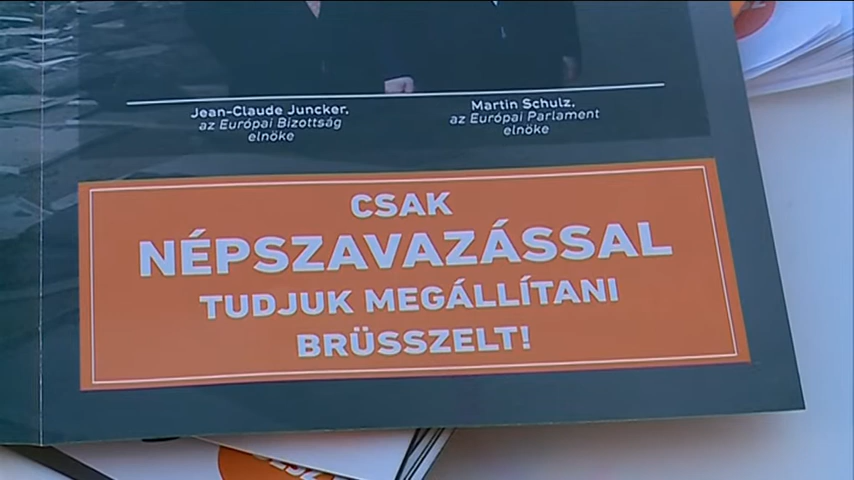 Jean-Claude Juncker,
az Európai Bizottság
elnöke
Martin Schulz,
az Európai Parlament
elnöke
CSAK
NÉPSZAVAZÁSSAL
TUDJUK MEGÁLLÍTANI
BRÜSSZELT!